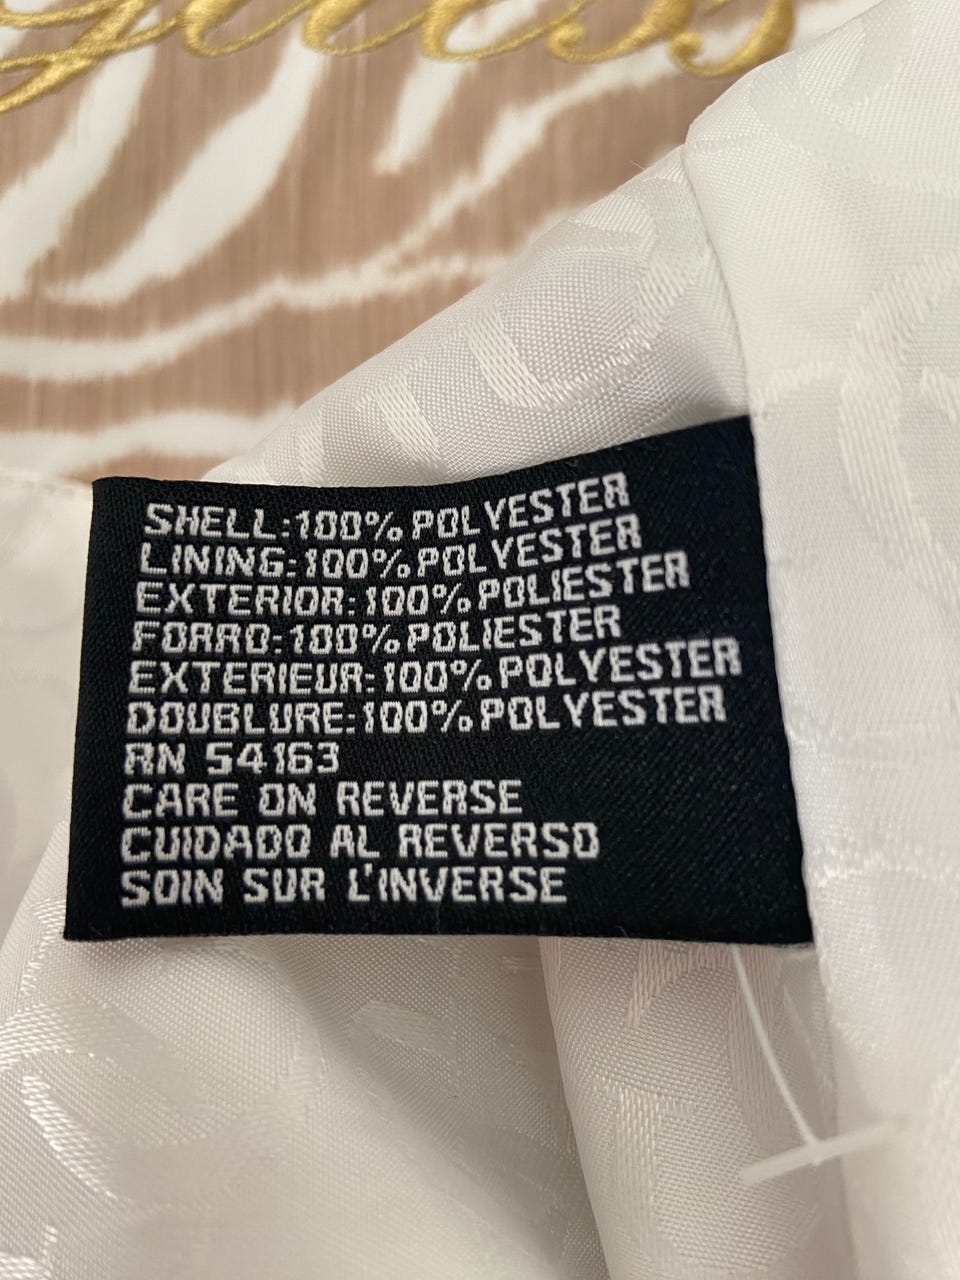 guess
SHELL:100% POLYESTER
LINING:100% POLYESTER
EXTERIOR:100% POLIESTER
FORRO:100% POLIESTER
EXTERIEUR:100% POLYESTER
DOUBLURE:100% POLYESTER
RN 54163
CARE ON REVERSE
CUIDADO AL REVERSO
SOIN SUR L'INVERSE